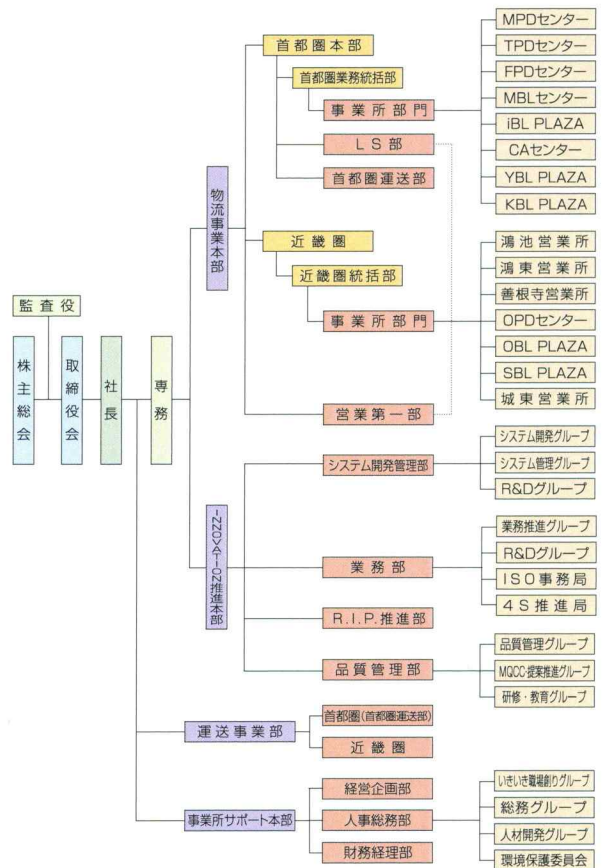 監査役
株主総会
取締役会
社長
専務
物流事業本部
首都圏本部
首都圏業務統括部
事業所部門
MPDセンター
TPDセンター
FPDセンター
MBLセンター
iBL PLAZA
CAセンター
YBL PLAZA
KBL PLAZA
LS部
首都圏運送部
近畿圏
近畿圏統括部
事業所部門
鴻池営業所
鴻東営業所
善根寺営業所
OPDセンター
OBL PLAZA
SBL PLAZA
城東営業所
営業第一部
INNOVATION推進本部
システム開発管理部
システム開発グループ
システム管理グループ
R&Dグループ
業務部
業務推進グループ
R&Dグループ
ISO事務局
4S推進局
R.I.P.推進部
品質管理部
品質管理グループ
MQCC・提案推進グループ
研修・教育グループ
運送事業部
首都圏(首都圏運送部)
近畿圏
事業所サポート本部
経営企画部
人事総務部
財務経理部
いきいき職場創りグループ
総務グループ
人材開発グループ
環境保護委員会